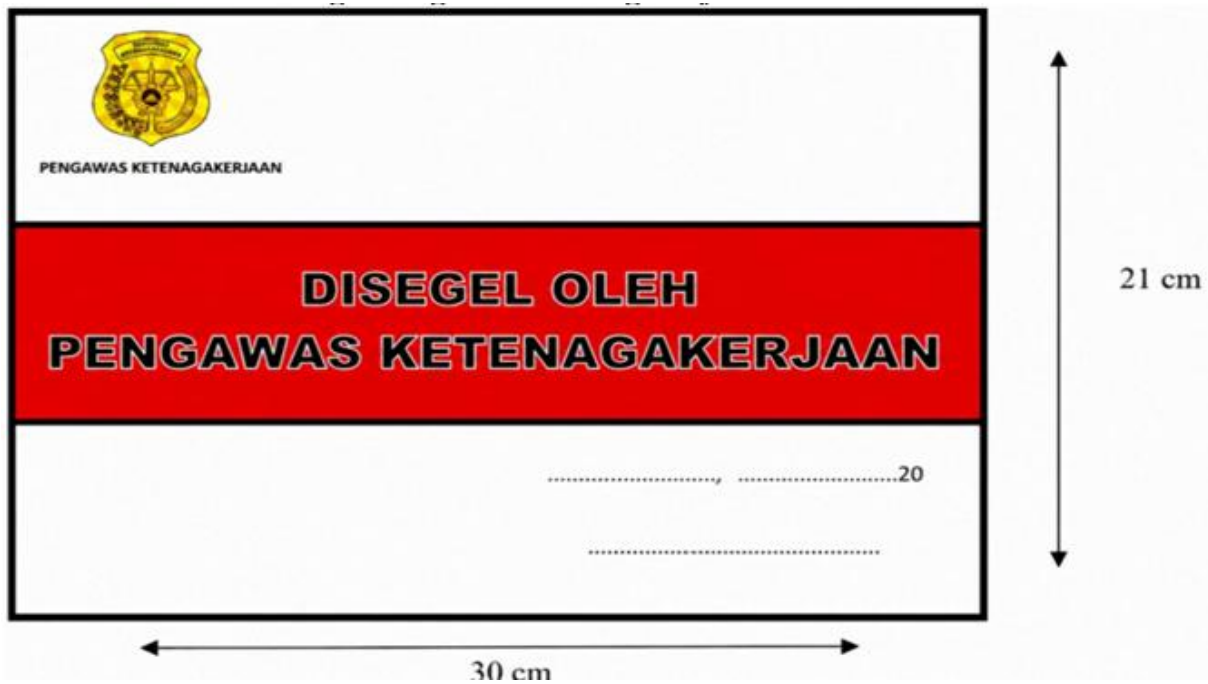 PENGAWAS KETENAGAKERJAAN
DISEGEL OLEH
PENGAWAS KETENAGAKERJAAN
..........................., ..........................20
...............................................
21 cm
30 cm